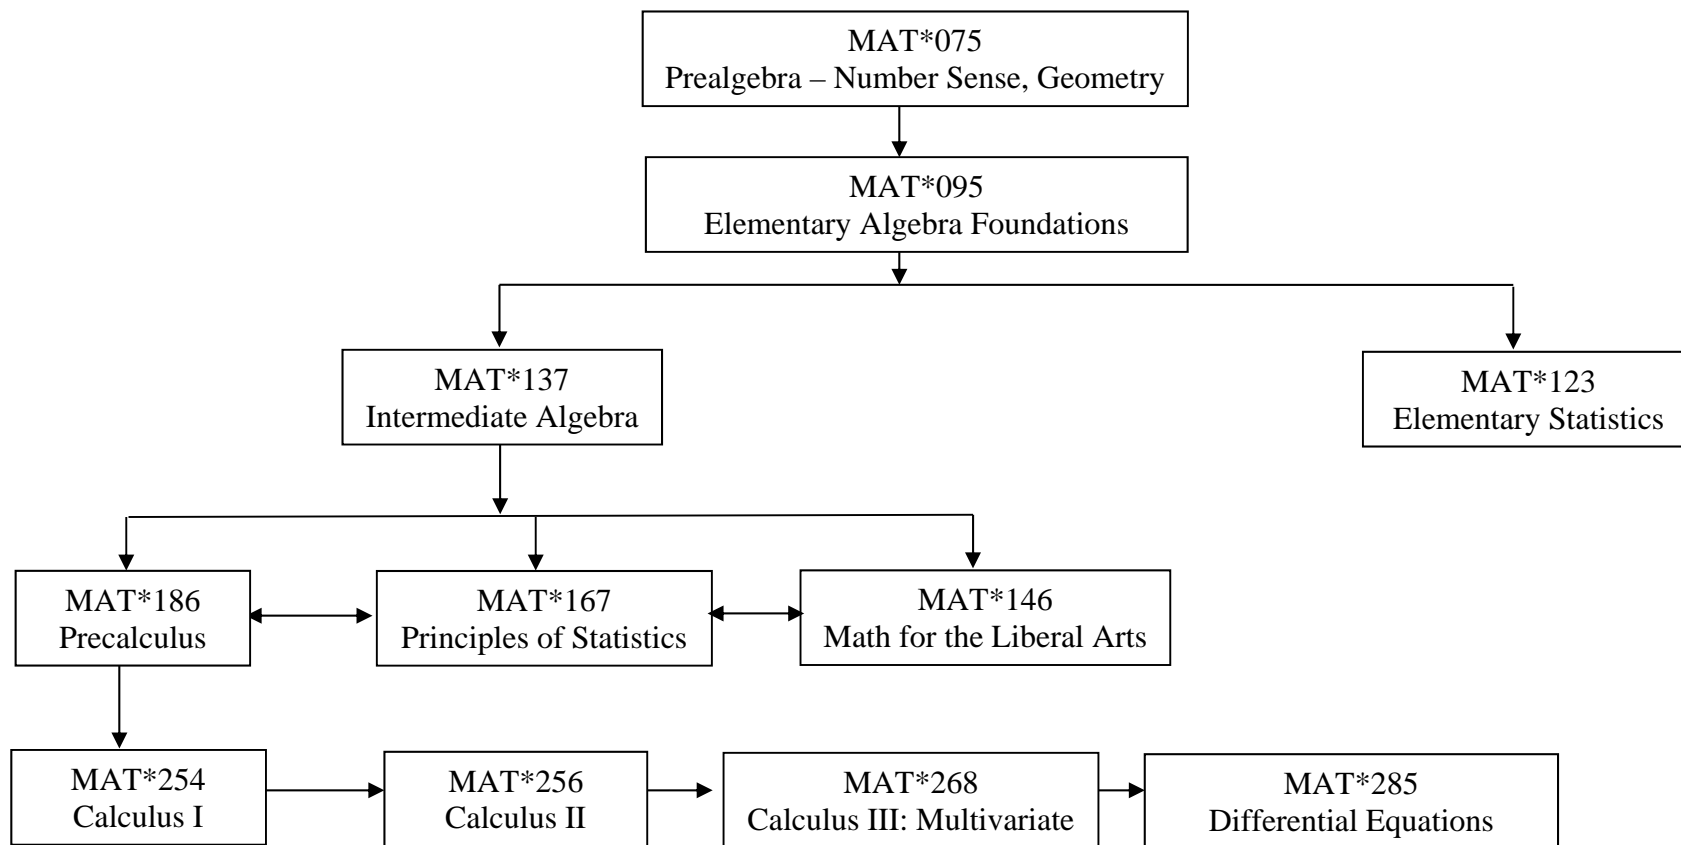 MAT*075
Prealgebra – Number Sense, Geometry
MAT*095
Elementary Algebra Foundations
MAT*137
Intermediate Algebra
MAT*123
Elementary Statistics
MAT*186
Precalculus
MAT*167
Principles of Statistics
MAT*146
Math for the Liberal Arts
MAT*254
Calculus I
MAT*256
Calculus II
MAT*268
Calculus III: Multivariate
MAT*285
Differential Equations